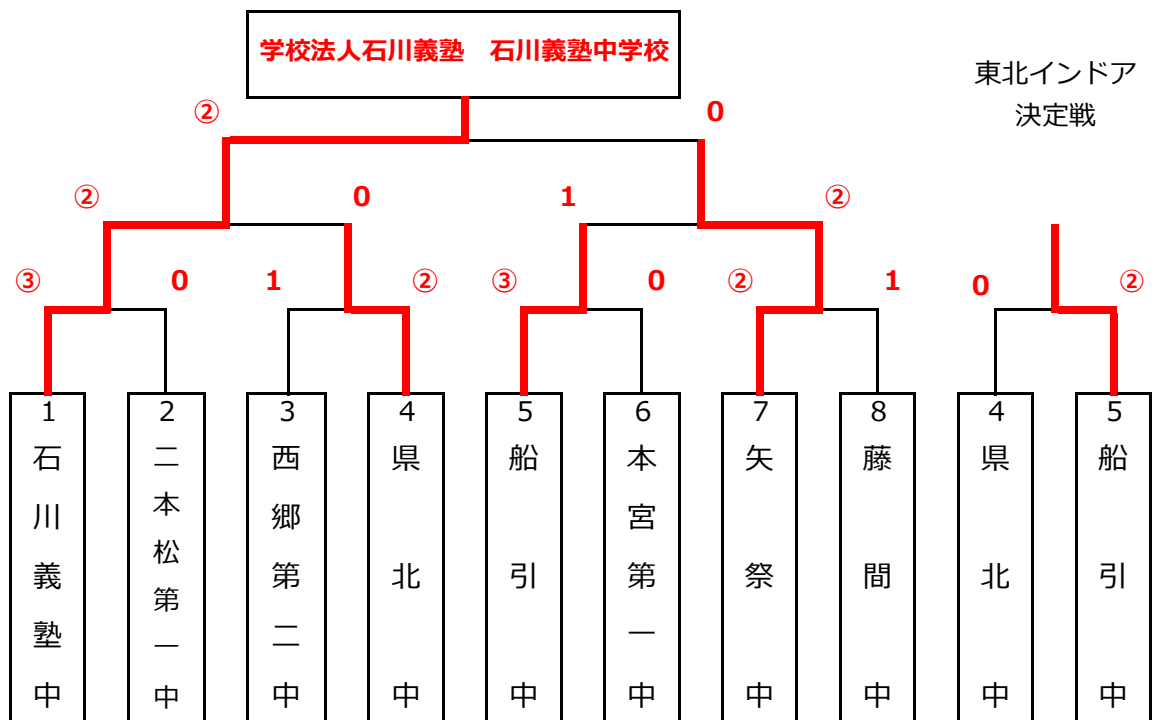 学校法人石川義塾　石川義塾中学校
東北インドア
決定戦
② 0
② 0 1 ②
③ 0 1 ② ③ 0 ② 1 0 ②
1 2 3 4 5 6 7 8 4 5
石川義塾中
二本松第一中
西郷第二中
県北中
船引中
本宮第一中
矢祭中
藤間中
県北中
船引中